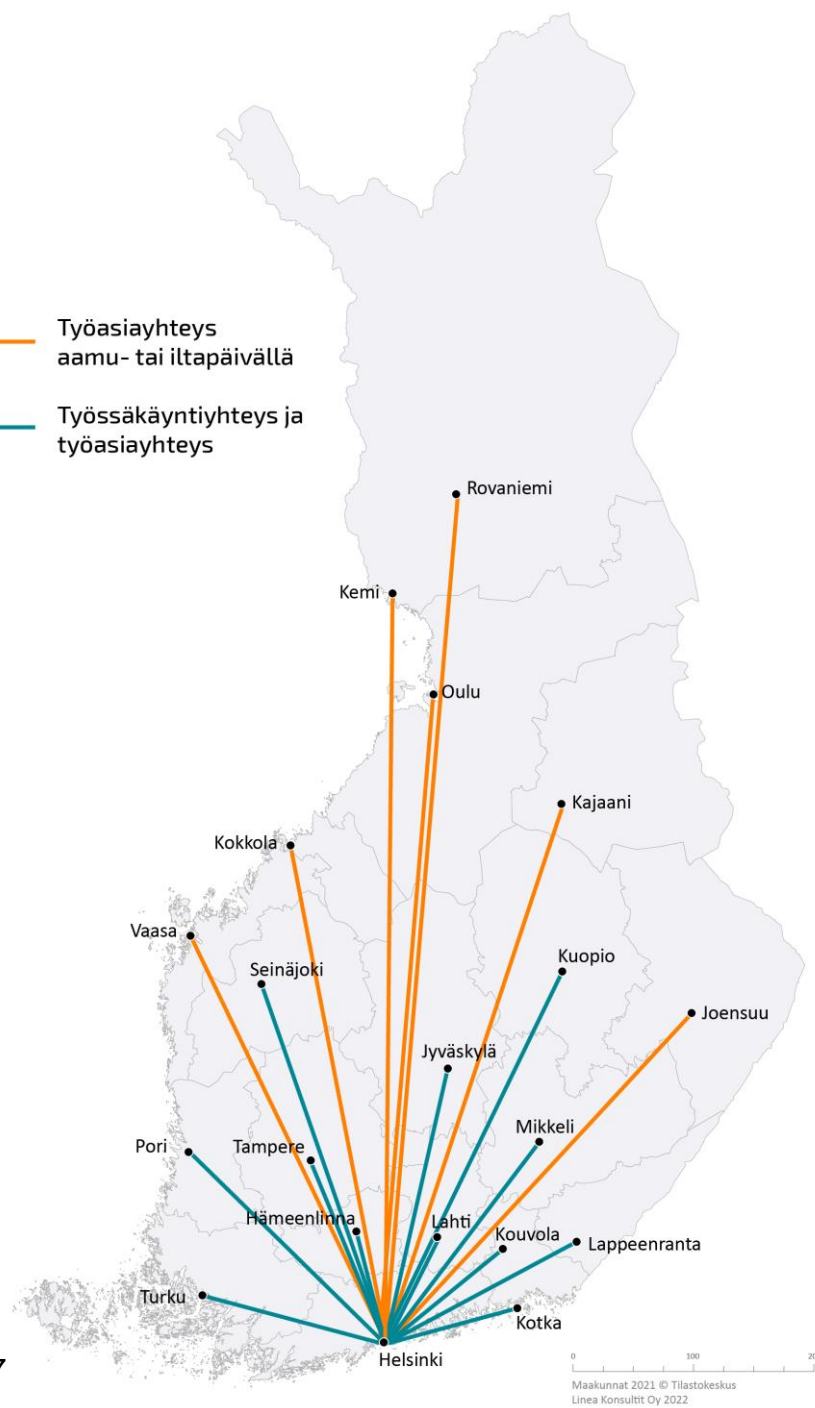 Työasiayhteys
aamu- tai iltapäivällä
Työssäkäyntiyhteys ja
työasiayhteys
Rovaniemi
Kemi
Oulu
Kajaani
Kokkola
Vaasa
Seinäjoki
Kuopio
Joensuu
Jyväskylä
Mikkeli
Pori
Tampere
Hämeenlinna
Lahti
Kouvola
Lappeenranta
Turku
Kotka
Helsinki
0 100
Maakunnat 2021 © Tilastokeskus
Linea Konsultit Oy 2022